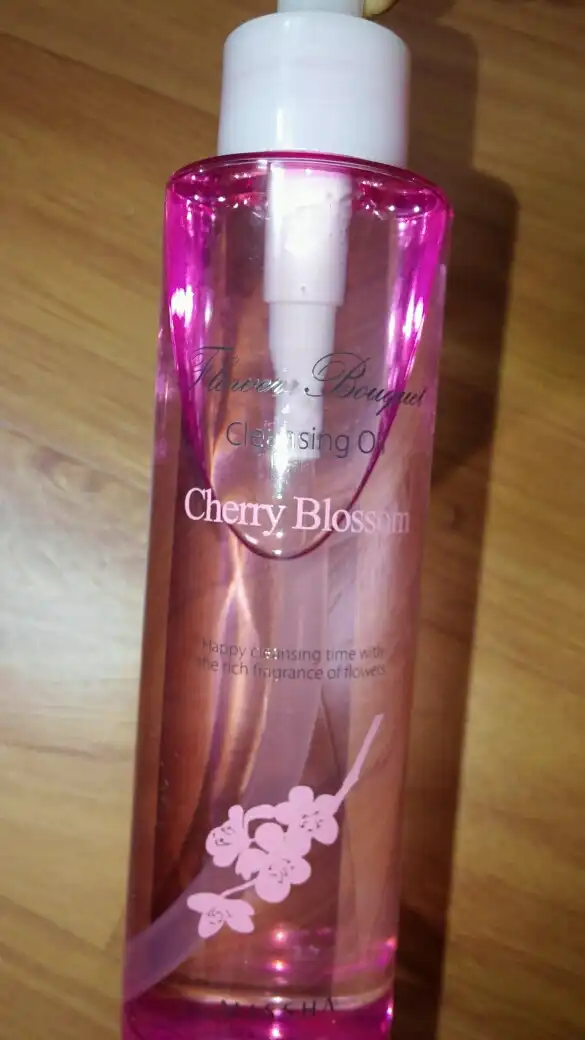 Flower Bouquet
Cleansing Oil
Cherry Blossom
Happy cleansing time with
the rich fragrance of flowers
MISSHA